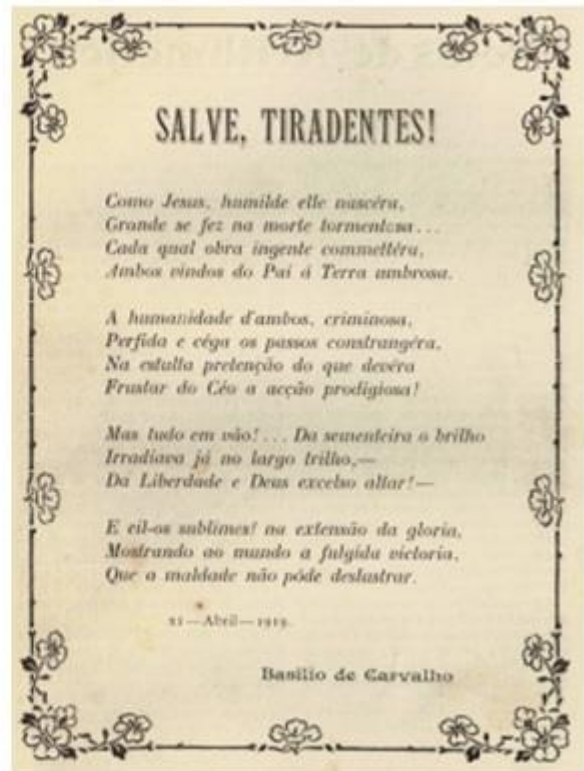 SALVE, TIRADENTES!
Como Jesus, humilde elle nascéra,
Grande se fez na morte tormentosa...
Cada qual obra ingente commettêra,
Ambos vindos do Pai á Terra umbrosa.
A humanidade d'ambos, criminosa,
Perfida e céga os passos constrangêra,
Na estulta pretenção do que devêra
Frustar do Céo a acção prodigiosa!
Mas tudo em vão!... Da sementeira o brilho
Irradiava já no largo trilho,—
Da Liberdade e Deus excelso altar!—
E eil-os sublimes! na extensão da gloria,
Mostrando ao mundo a fulgida victoria,
Que a maldade não póde deslustrar.
21—Abril—1919.
Basilio de Carvalho